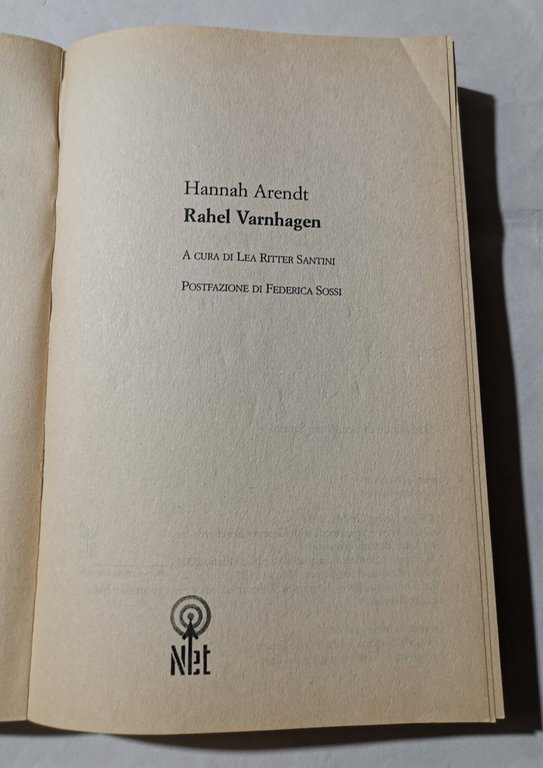 Hannah Arendt
Rahel Varnhagen
A CURA DI LEA RITTER SANTINI
POSTFAZIONE DI FEDERICA SOSSI
Net